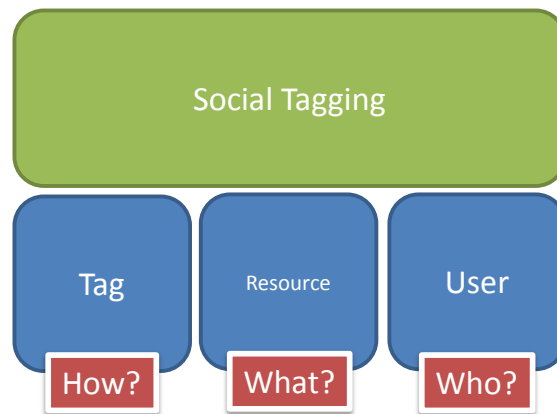 Social Tagging
Tag
Resource
User
How?
What?
Who?